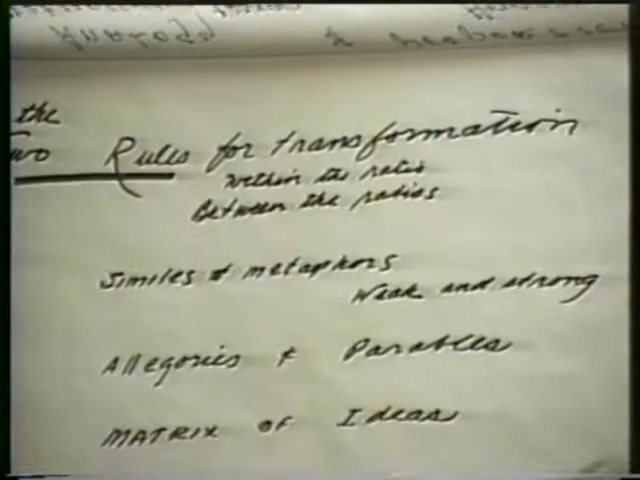 the
wo Rules for transformation
within the ratio
Between the ratios
Similes & metaphors
Weak and strong
Allegories & Parables
MATRIX of Ideas